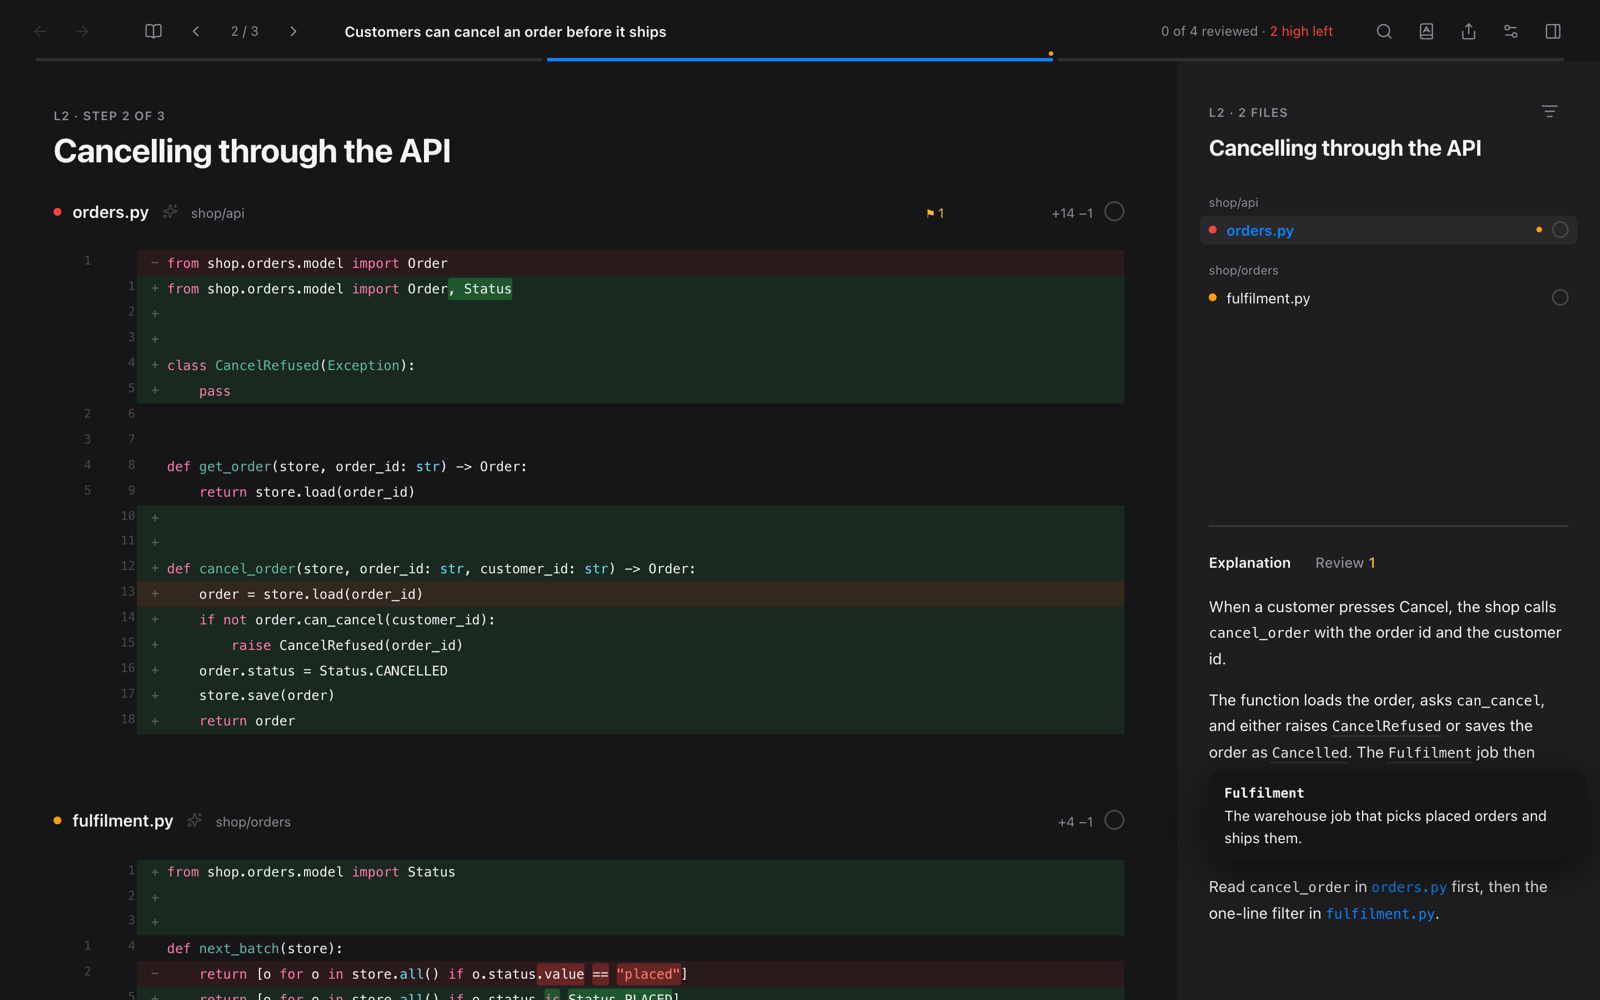 2 / 3
Customers can cancel an order before it ships
0 of 4 reviewed · 2 high left
L2 · STEP 2 OF 3
Cancelling through the API
orders.py shop/api 1 +14 −1
1 − from shop.orders.model import Order
1 + from shop.orders.model import Order, Status
2 +
3 +
4 + class CancelRefused(Exception):
5 + pass
2 6
3 7
4 8 def get_order(store, order_id: str) -> Order:
5 9 return store.load(order_id)
10 +
11 +
12 + def cancel_order(store, order_id: str, customer_id: str) -> Order:
13 + order = store.load(order_id)
14 + if not order.can_cancel(customer_id):
15 + raise CancelRefused(order_id)
16 + order.status = Status.CANCELLED
17 + store.save(order)
18 + return order
fulfilment.py shop/orders +4 −1
1 + from shop.orders.model import Status
2 +
3 +
1 4 def next_batch(store):
2 − return [o for o in store.all() if o.status.value == "placed"]
5 + return [o for o in store.all() if o.status is Status.PLACED]
L2 · 2 FILES
Cancelling through the API
shop/api
orders.py
shop/orders
fulfilment.py
Explanation Review 1
When a customer presses Cancel, the shop calls
cancel_order with the order id and the customer
id.
The function loads the order, asks can_cancel,
and either raises CancelRefused or saves the
order as Cancelled. The Fulfilment job then
Fulfilment
The warehouse job that picks placed orders and
ships them.
Read cancel_order in orders.py first, then the
one-line filter in fulfilment.py.